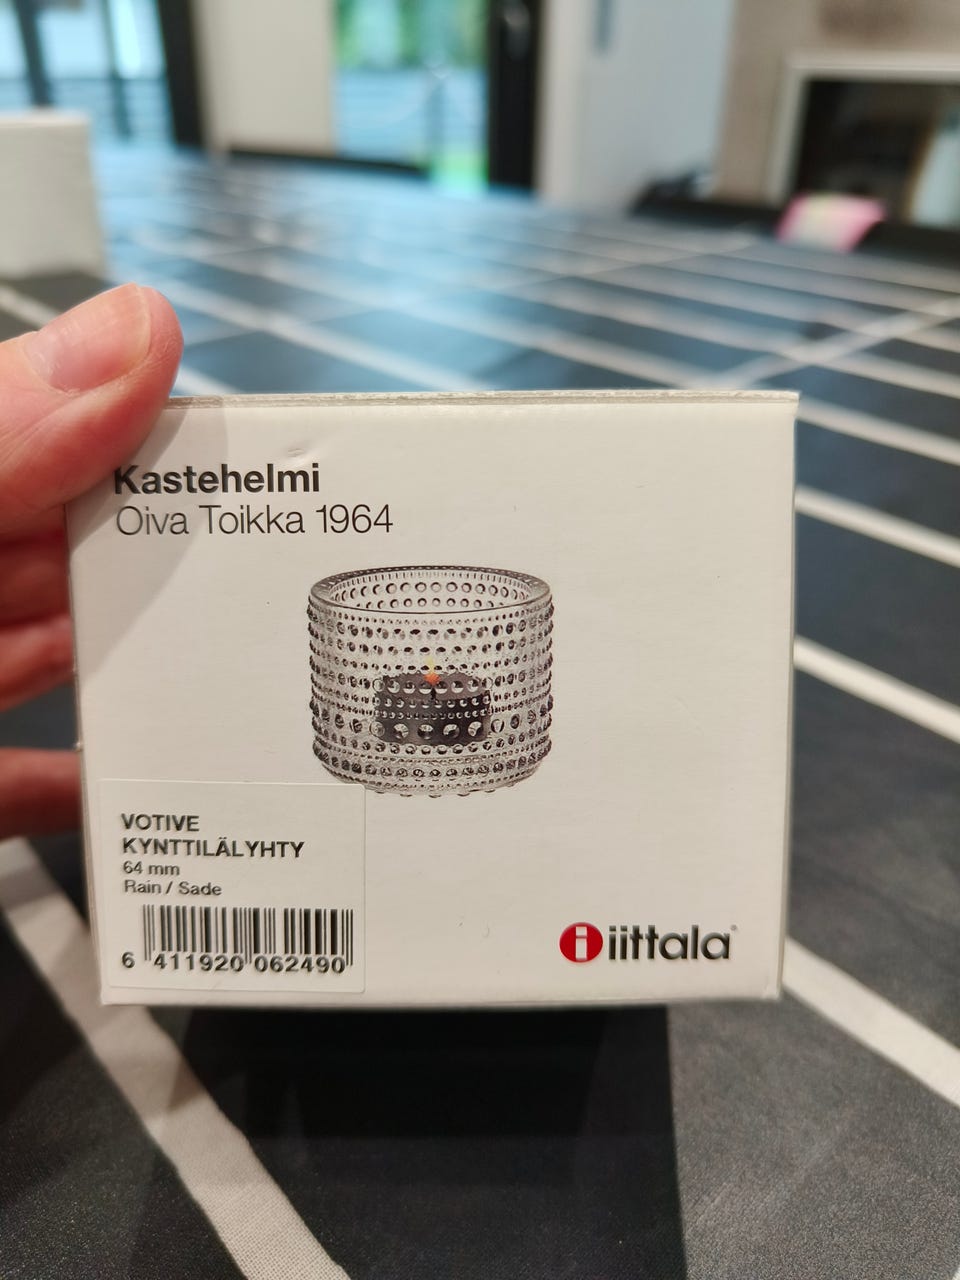 Kastehelmi
Oiva Toikka 1964
VOTIVE
KYNTTILÄLYHTY
64 mm
Rain / Sade
6 411920 062490
i iittala